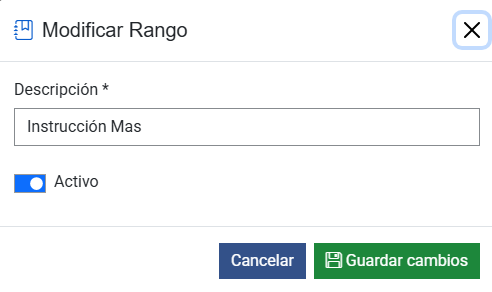 Modificar Rango
Descripción *
Instrucción Mas
Activo
Cancelar
Guardar cambios